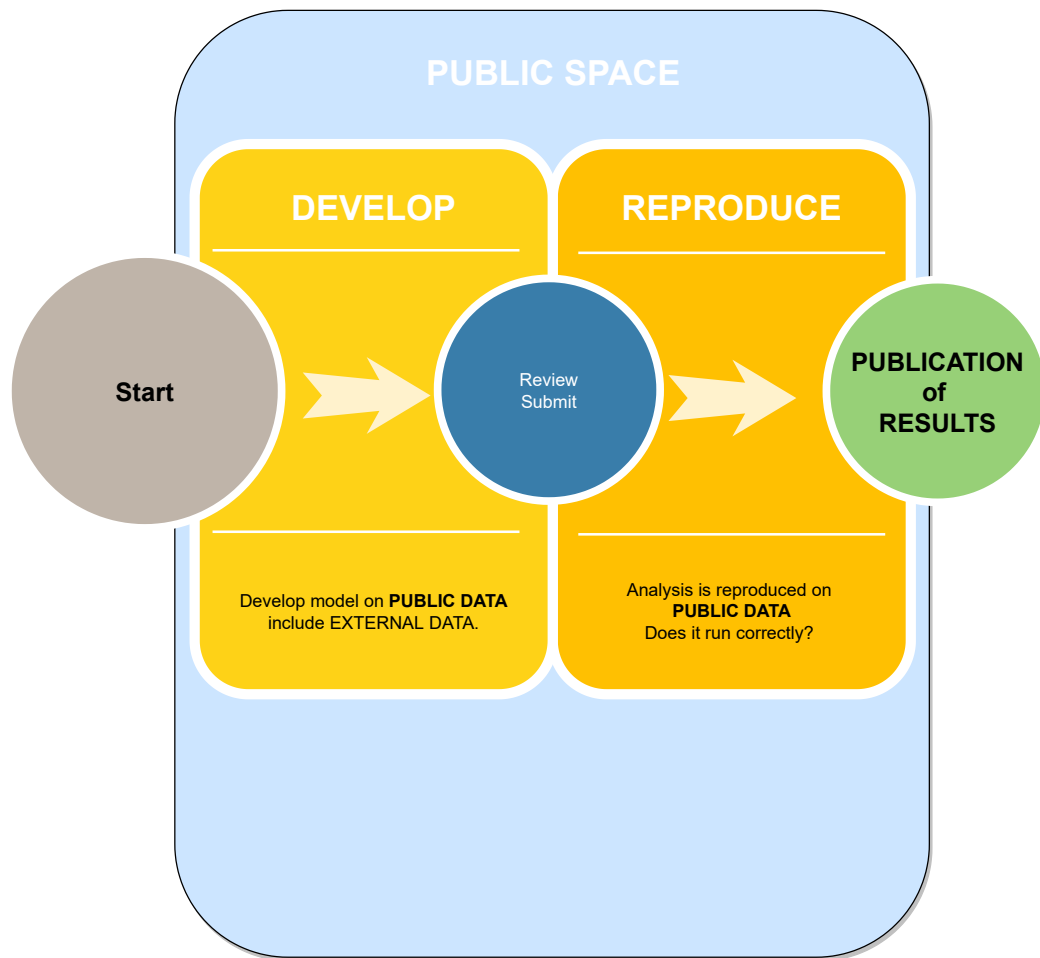 PUBLIC SPACE
DEVELOP
REPRODUCE
Start
Review
Submit
PUBLICATION
of
RESULTS
Develop model on PUBLIC DATA
include EXTERNAL DATA.
Analysis is reproduced on
PUBLIC DATA
Does it run correctly?